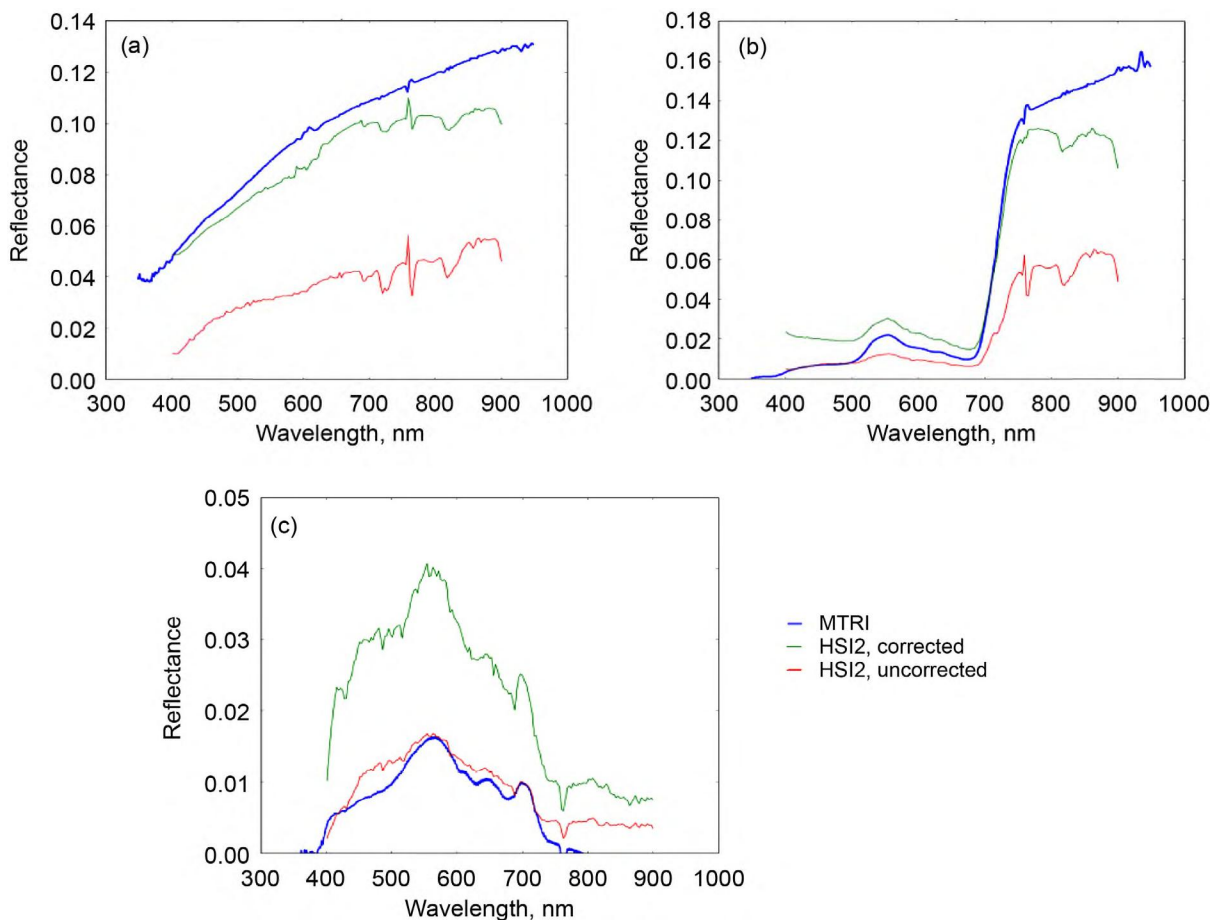 (a)
0.14
0.12
0.10
0.08
0.06
0.04
0.02
0.00
Reflectance
300 400 500 600 700 800 900 1000
Wavelength, nm
(b)
0.18
0.16
0.14
0.12
0.10
0.08
0.06
0.04
0.02
0.00
Reflectance
300 400 500 600 700 800 900 1000
Wavelength, nm
(c)
0.05
0.04
0.03
0.02
0.01
0.00
Reflectance
300 400 500 600 700 800 900 1000
Wavelength, nm
MTRI
HSI2, corrected
HSI2, uncorrected